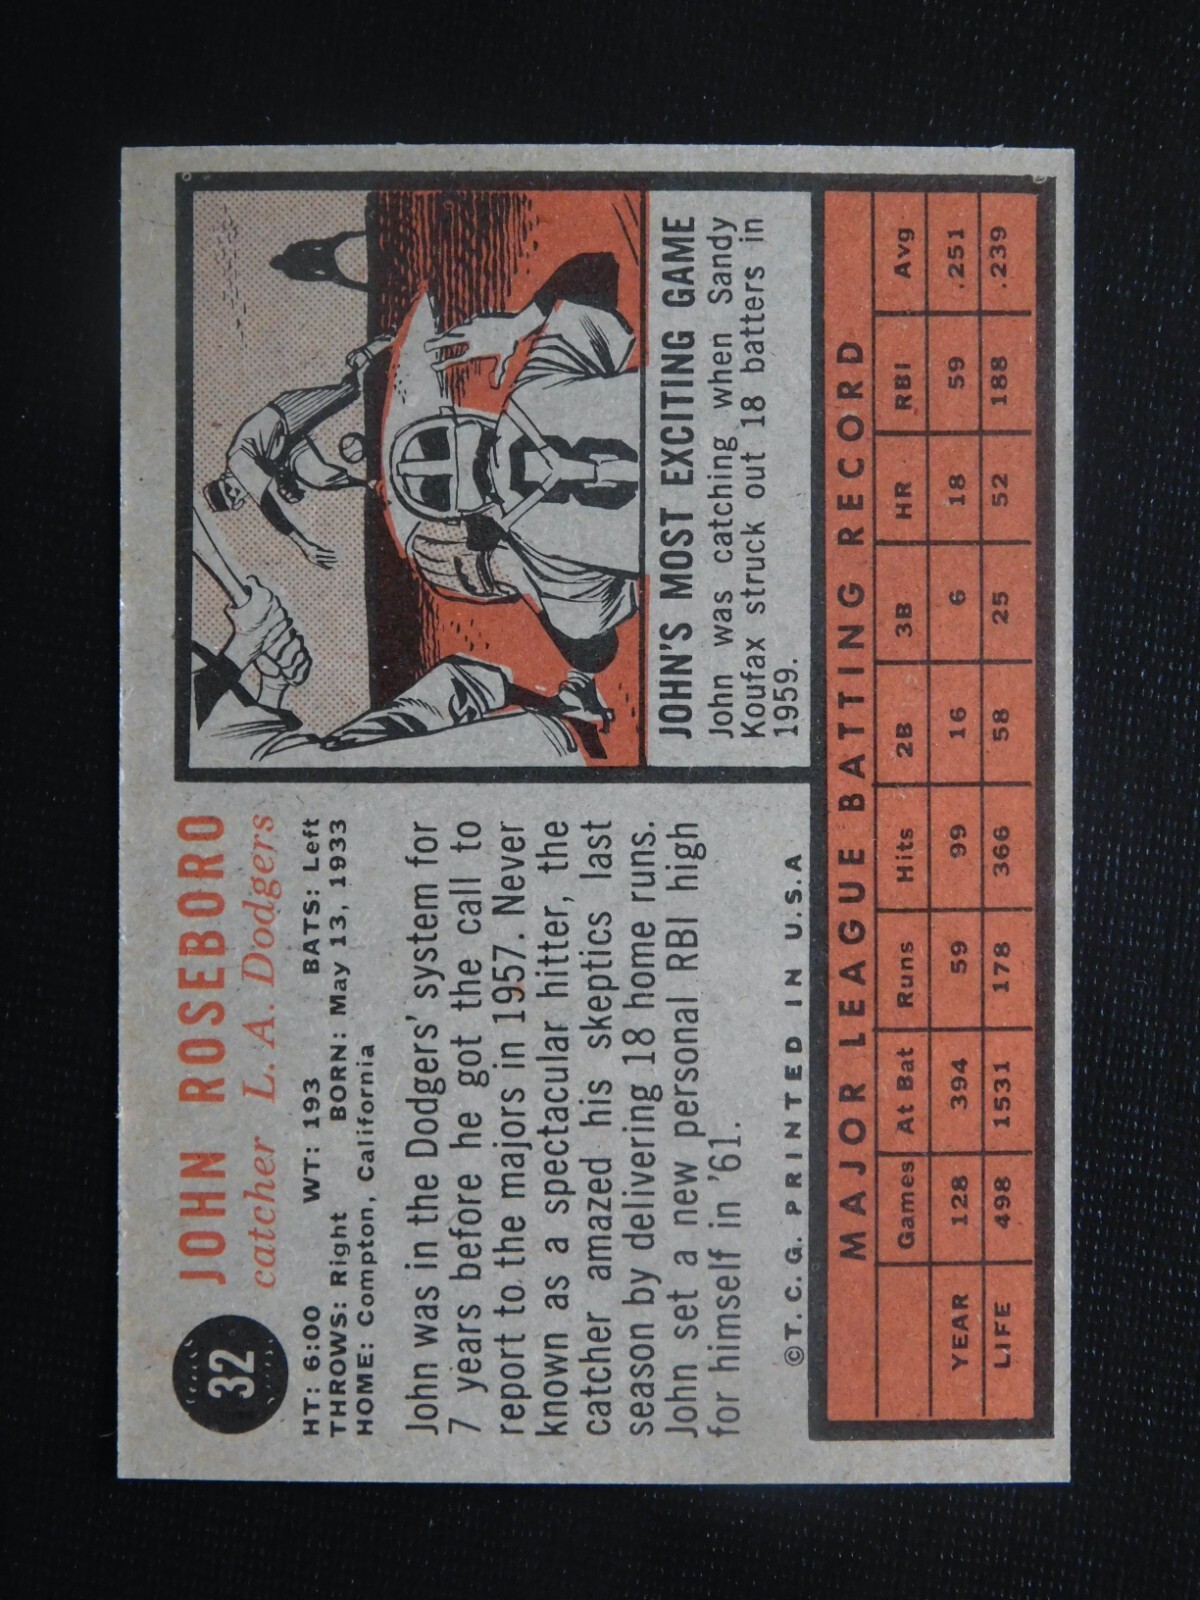 32
JOHN ROSEBORO
catcher L. A. Dodgers
HT: 6:00 WT: 193 BATS: Left
THROWS: Right BORN: May 13, 1933
HOME: Compton, California
John was in the Dodgers' system for
7 years before he got the call to
report to the majors in 1957. Never
known as a spectacular hitter, the
catcher amazed his skeptics last
season by delivering 18 home runs.
John set a new personal RBI high
for himself in '61.
©T. C. G. PRINTED IN U.S.A
JOHN'S MOST EXCITING GAME
John was catching when Sandy
Koufax struck out 18 batters in
1959.
MAJOR LEAGUE BATTING RECORD
Games At Bat Runs Hits 2B 3B HR RBI Avg
YEAR 128 394 59 99 16 6 18 59 .251
LIFE 498 1531 178 366 58 25 52 188 .239